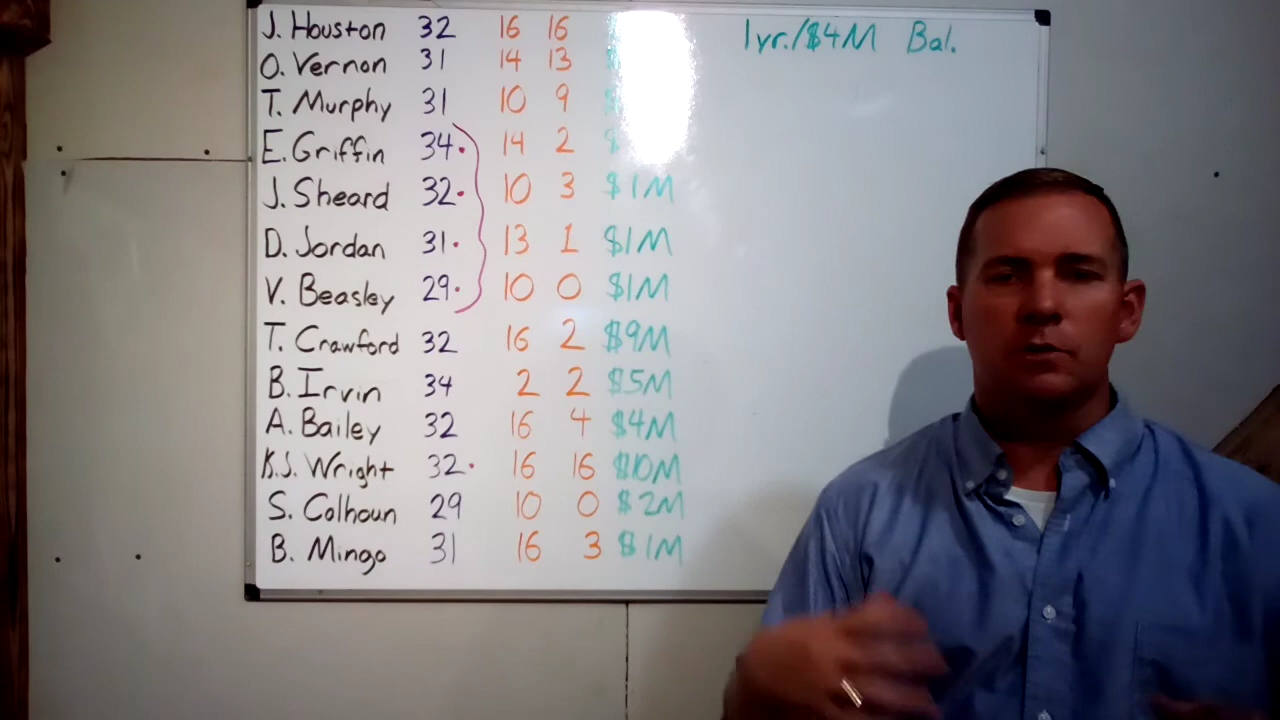 J. Houston 32 16 16 1yr./$4M Bal.
O. Vernon 31 14 13 $
T. Murphy 31 10 9
E. Griffin 34. 14 2 $
J. Sheard 32. 10 3 $1M
D. Jordan 31. 13 1 $1M
V. Beasley 29. 10 0 $1M
T. Crawford 32 16 2 $9M
B. Irvin 34 2 2 $5M
A. Bailey 32 16 4 $4M
K.J. Wright 32. 16 16 $10M
S. Calhoun 29 10 0 $2M
B. Mingo 31 16 3 $1M